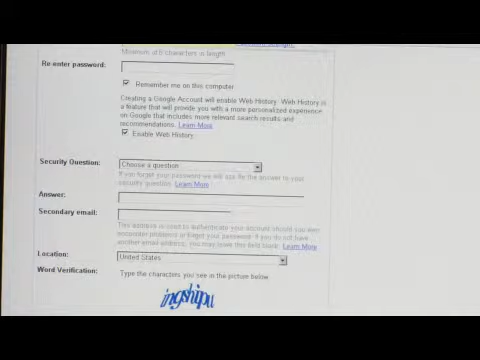 Minimum of 8 characters in length
Re-enter password:
Remember me on this computer
Creating a Google Account will enable Web History. Web History is
a feature that will provide you with a more personalized experience
on Google that includes more relevant search results and
recommendations. Learn More
Enable Web History.
Security Question: Choose a question
If you forget your password we will ask for the answer to your
security question. Learn More
Answer:
Secondary email:
This address is used to authenticate your account should you ever
encounter problems or forget your password. If you do not have
another email address, you may leave this field blank. Learn More
Location: United States
Word Verification: Type the characters you see in the picture below.